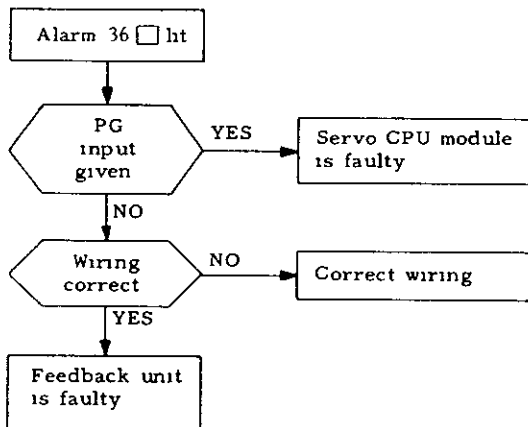 Alarm 36 □ ht
PG
input
given
YES
Servo CPU module
is faulty
NO
Wiring
correct
NO
Correct wiring
YES
Feedback unit
is faulty